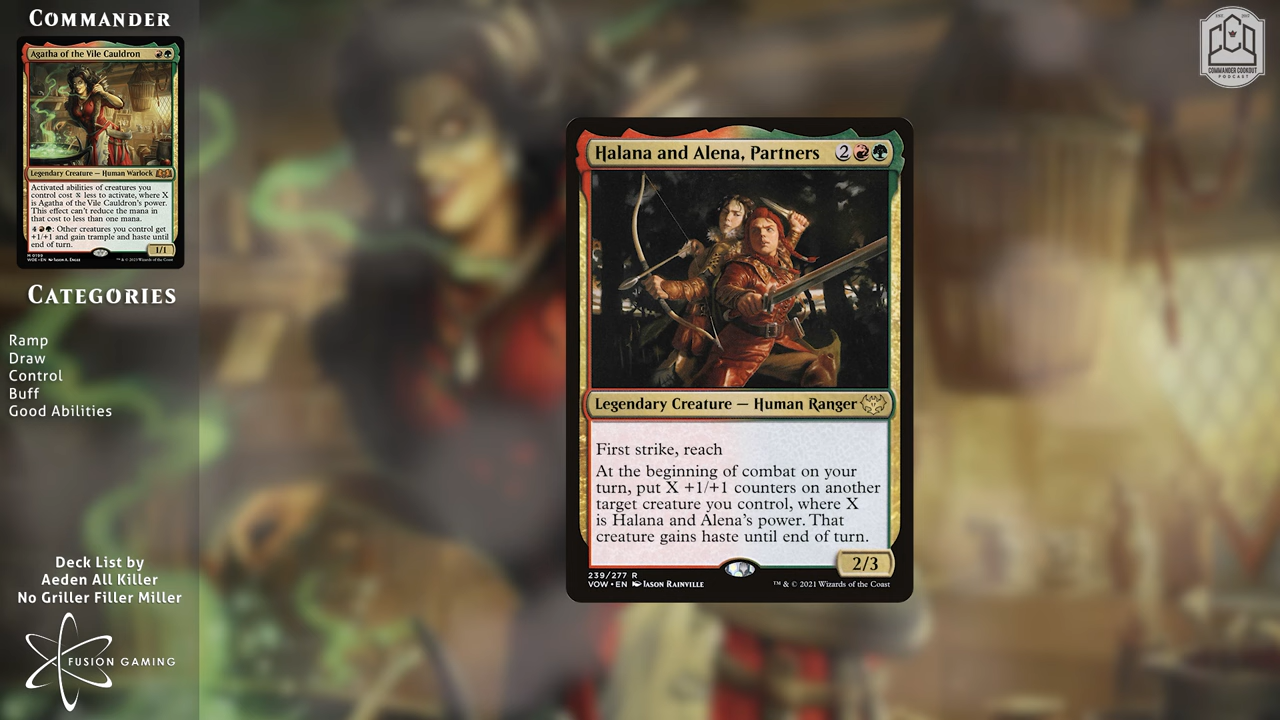 COMMANDER
Agatha of the Vile Cauldron
Legendary Creature — Human Warlock
Activated abilities of creatures you
control cost X less to activate, where X
is Agatha of the Vile Cauldron's power.
This effect can't reduce the mana in
that cost to less than one mana.
4: Other creatures you control get
+1/+1 and gain trample and haste until
end of turn.
1/1
CATEGORIES
Ramp
Draw
Control
Buff
Good Abilities
Deck List by
Aeden All Killer
No Griller Filler Miller
FUSION GAMING
Halana and Alena, Partners 2
Legendary Creature — Human Ranger
First strike, reach
At the beginning of combat on your
turn, put X +1/+1 counters on another
target creature you control, where X
is Halana and Alena's power. That
creature gains haste until end of turn.
2/3
239/277 R
VOW • EN JASON RAINVILLE
™ & © 2021 Wizards of the Coast
CCO
COMMANDER COOKOUT
PODCAST